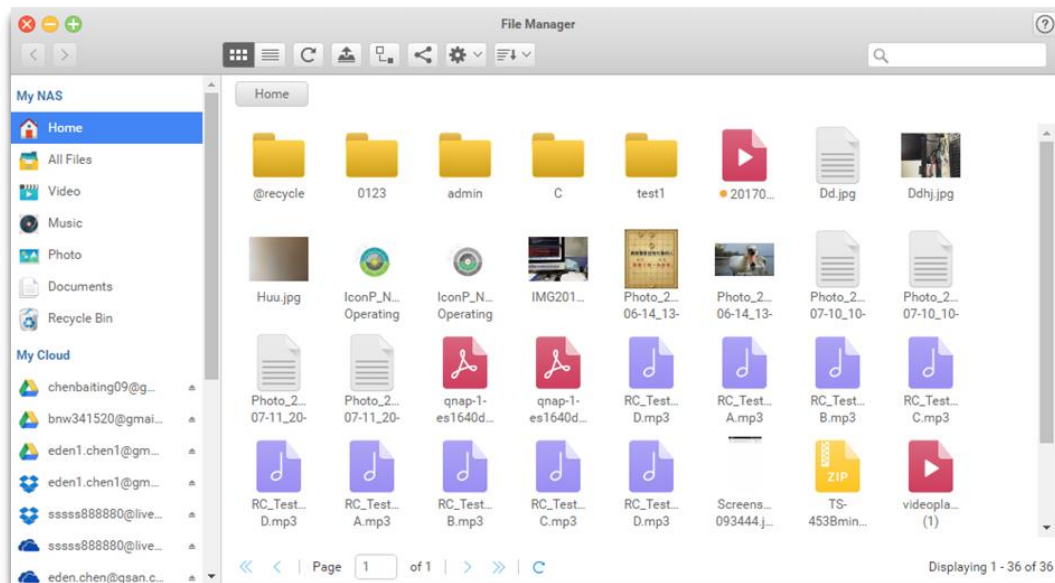 File Manager
My NAS
Home
Home
All Files
Video
Music
Photo
Documents
Recycle Bin
My Cloud
chenbaiting09@g...
bnw341520@gmai...
eden1.chen1@gm...
eden1.chen1@gm...
sssss888880@live...
sssss888880@live...
eden.chen@qsan.c...
@recycle
0123
admin
C
test1
20170...
Dd.jpg
Ddhj.jpg
Huu.jpg
IconP_N...
Operating
IconP_N...
Operating
IMG201...
Photo_2...
06-14_13-
Photo_2...
06-14_13-
Photo_2...
07-10_10-
Photo_2...
07-10_10-
Photo_2...
07-11_20-
Photo_2...
07-11_20-
qnap-1-
es1640d...
qnap-1-
es1640d...
RC_Test...
D.mp3
RC_Test...
A.mp3
RC_Test...
B.mp3
RC_Test...
C.mp3
RC_Test...
D.mp3
RC_Test...
A.mp3
RC_Test...
B.mp3
RC_Test...
C.mp3
RC_Test...
D.mp3
Screens...
093444.j...
ZIP
TS-
453Bmin...
videopla...
(1)
Page 1 of 1
Displaying 1 - 36 of 36